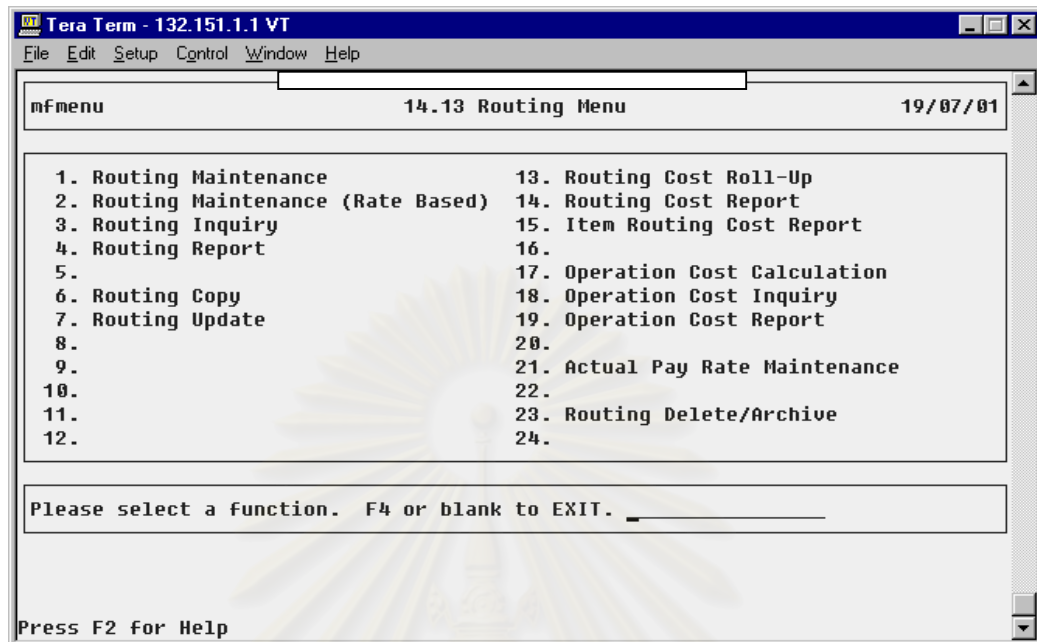 Tera Term - 132.151.1.1 VT
File Edit Setup Control Window Help
mfmenu 14.13 Routing Menu 19/07/01
1. Routing Maintenance 13. Routing Cost Roll-Up
2. Routing Maintenance (Rate Based) 14. Routing Cost Report
3. Routing Inquiry 15. Item Routing Cost Report
4. Routing Report 16.
5. 17. Operation Cost Calculation
6. Routing Copy 18. Operation Cost Inquiry
7. Routing Update 19. Operation Cost Report
8. 20.
9. 21. Actual Pay Rate Maintenance
10. 22.
11. 23. Routing Delete/Archive
12. 24.
Please select a function. F4 or blank to EXIT.
Press F2 for Help